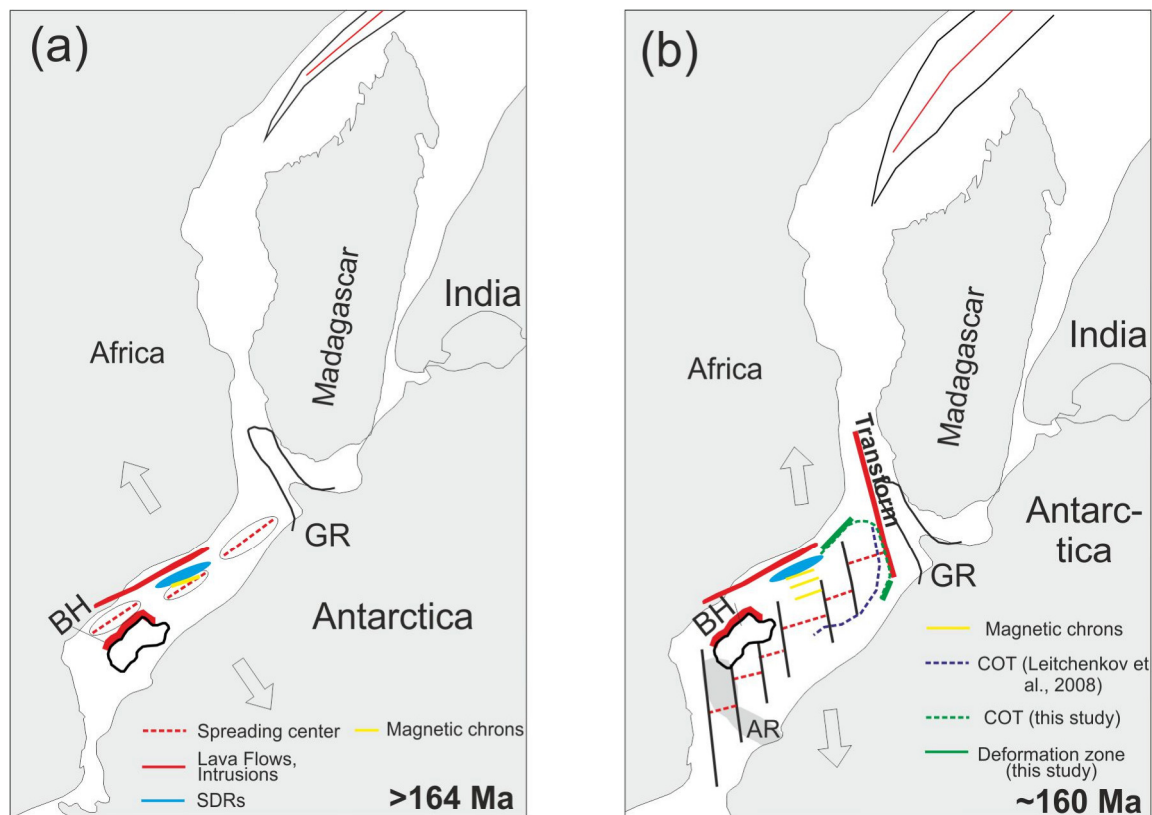 (a)
India
Madagascar
Africa
GR
BH
Antarctica
Spreading center
Magnetic chrons
Lava Flows,
Intrusions
SDRs
>164 Ma
(b)
Madagascar
India
Africa
Transform
Antarc-
tica
GR
BH
AR
Magnetic chrons
COT (Leitchenkov et
al., 2008)
COT (this study)
Deformation zone
(this study)
~160 Ma